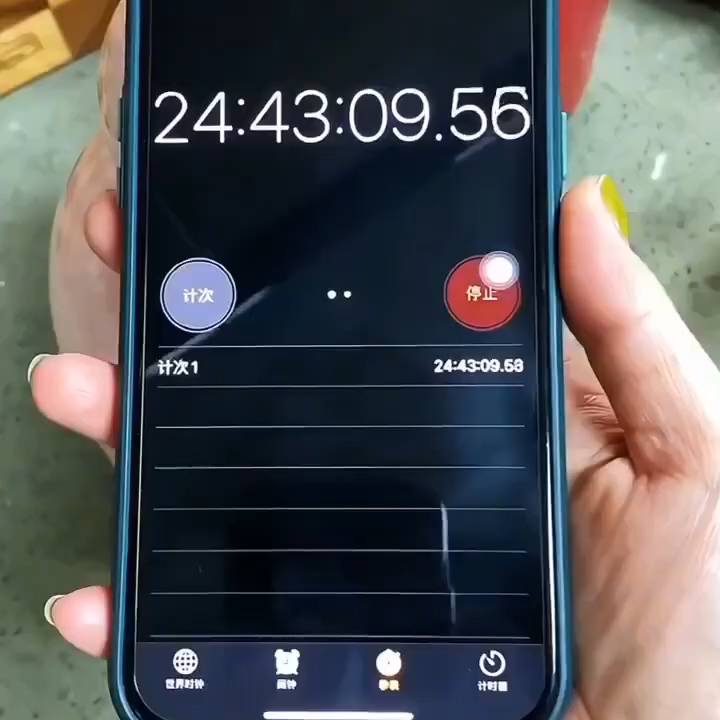 24:43:09.56
计次
停止
计次 1 24:43:09.58
世界时钟 闹钟 秒表 计时器